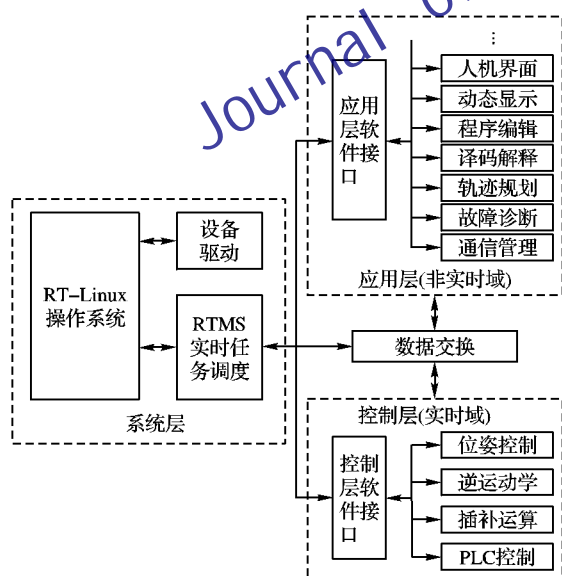 Journal
⋮
人机界面
动态显示
程序编辑
译码解释
轨迹规划
故障诊断
通信管理
应用
层软
件接
口
应用层(非实时域)
RT-Linux
操作系统
设备
驱动
RTMS
实时任
务调度
系统层
数据交换
控制层(实时域)
控制
层软
件接
口
位姿控制
逆运动学
插补运算
PLC控制